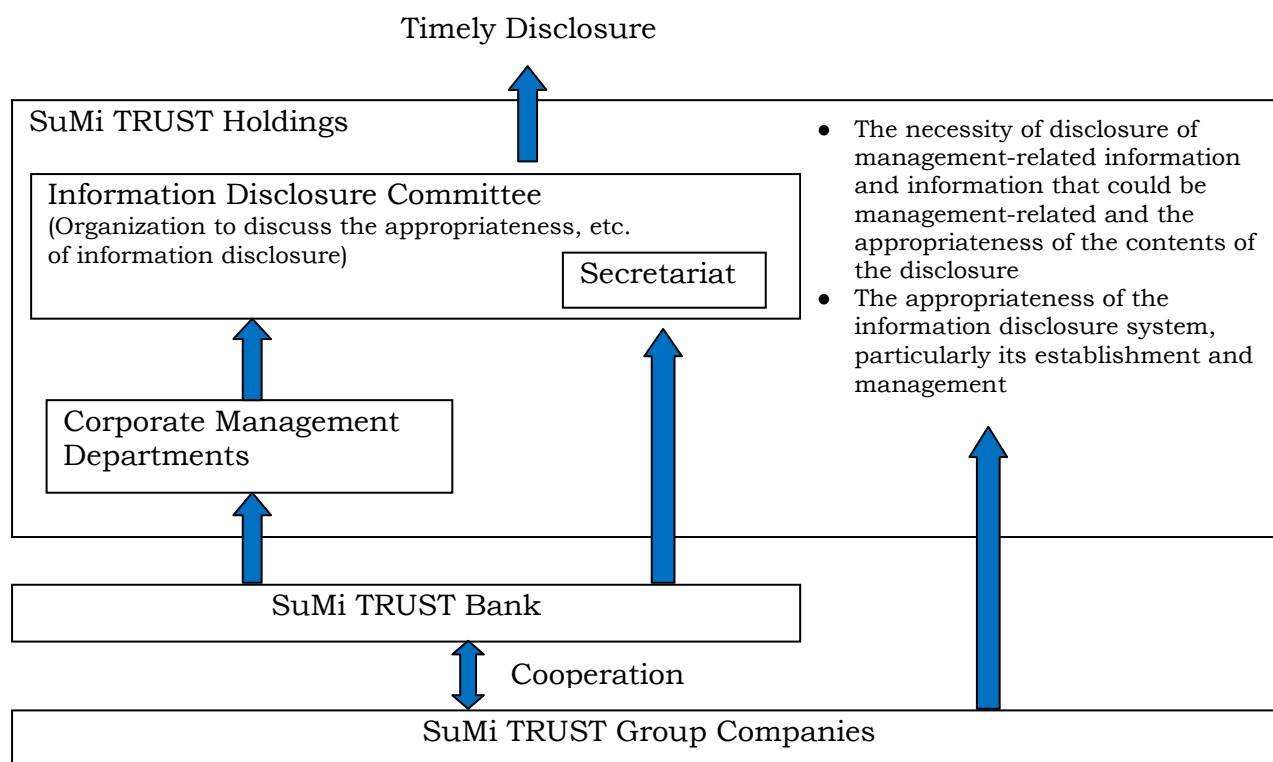 Timely Disclosure
SuMi TRUST Holdings
Information Disclosure Committee
(Organization to discuss the appropriateness, etc.
of information disclosure)
Secretariat
● The necessity of disclosure of
management-related information
and information that could be
management-related and the
appropriateness of the contents of
the disclosure
● The appropriateness of the
information disclosure system,
particularly its establishment and
management
Corporate Management
Departments
SuMi TRUST Bank
Cooperation
SuMi TRUST Group Companies